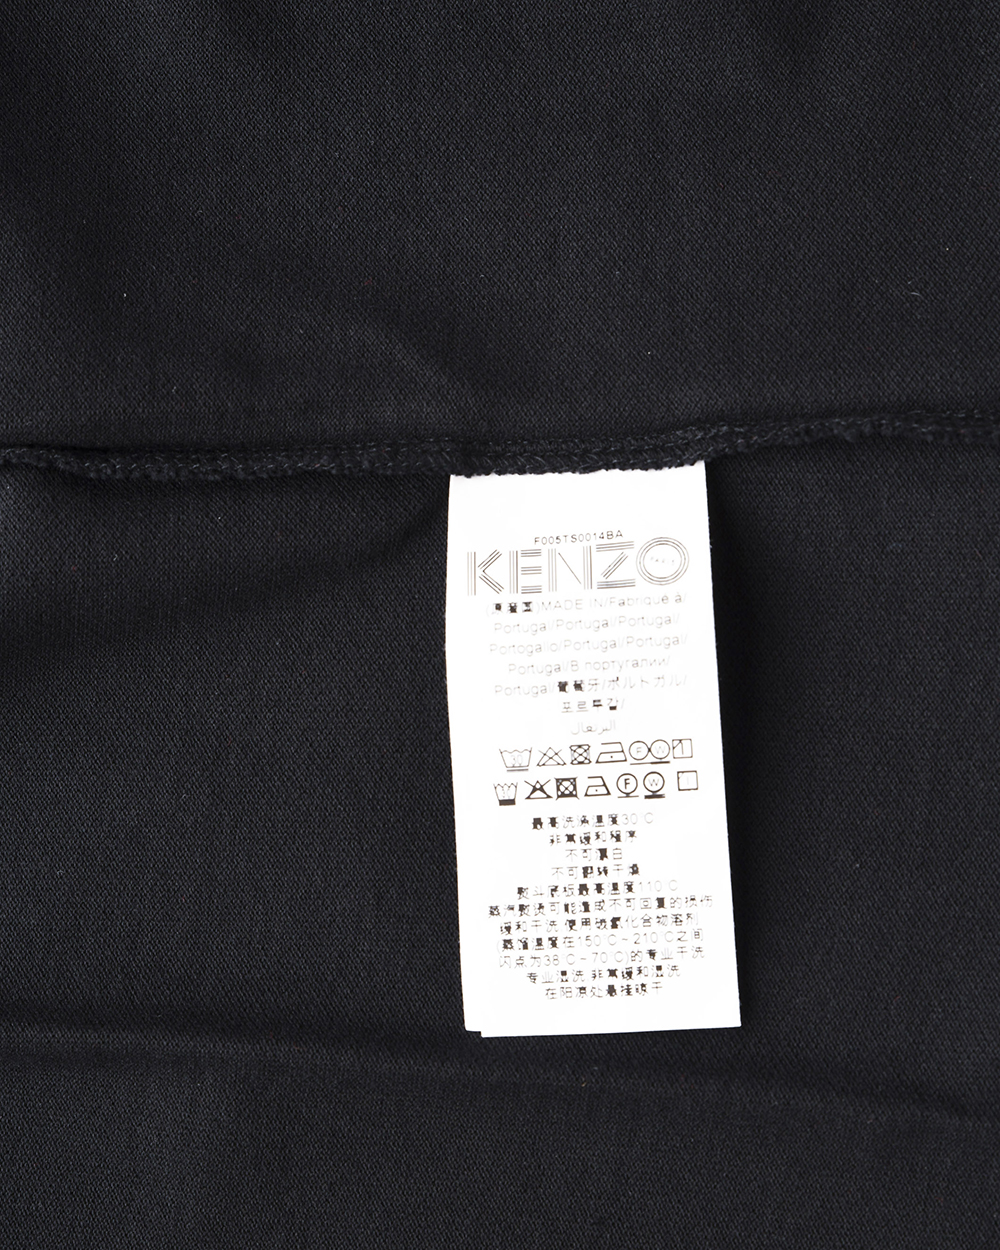 F005TS0014BA
KENZO
PARIS
MADE IN/Fabriqué à/
Portugal/Portugal/Portugal/
Portogallo/Portugal/Portugal/
Portugal/В португалии/
Portugal/葡萄牙/ポルトガル/
포르투갈/
البرتغال
30
F W
30
F W
最高洗涤温度30°C
非常缓和程序
不可漂白
不可翻转干燥
熨斗底板最高温度110°C
蒸汽熨烫可能造成不可回复的损伤
缓和干洗 使用碳氢化合物溶剂
(蒸馏温度在150°C~210°C之间
闪点为38°C~70°C)的专业干洗
专业湿洗 非常缓和湿洗
在阴凉处悬挂晾干